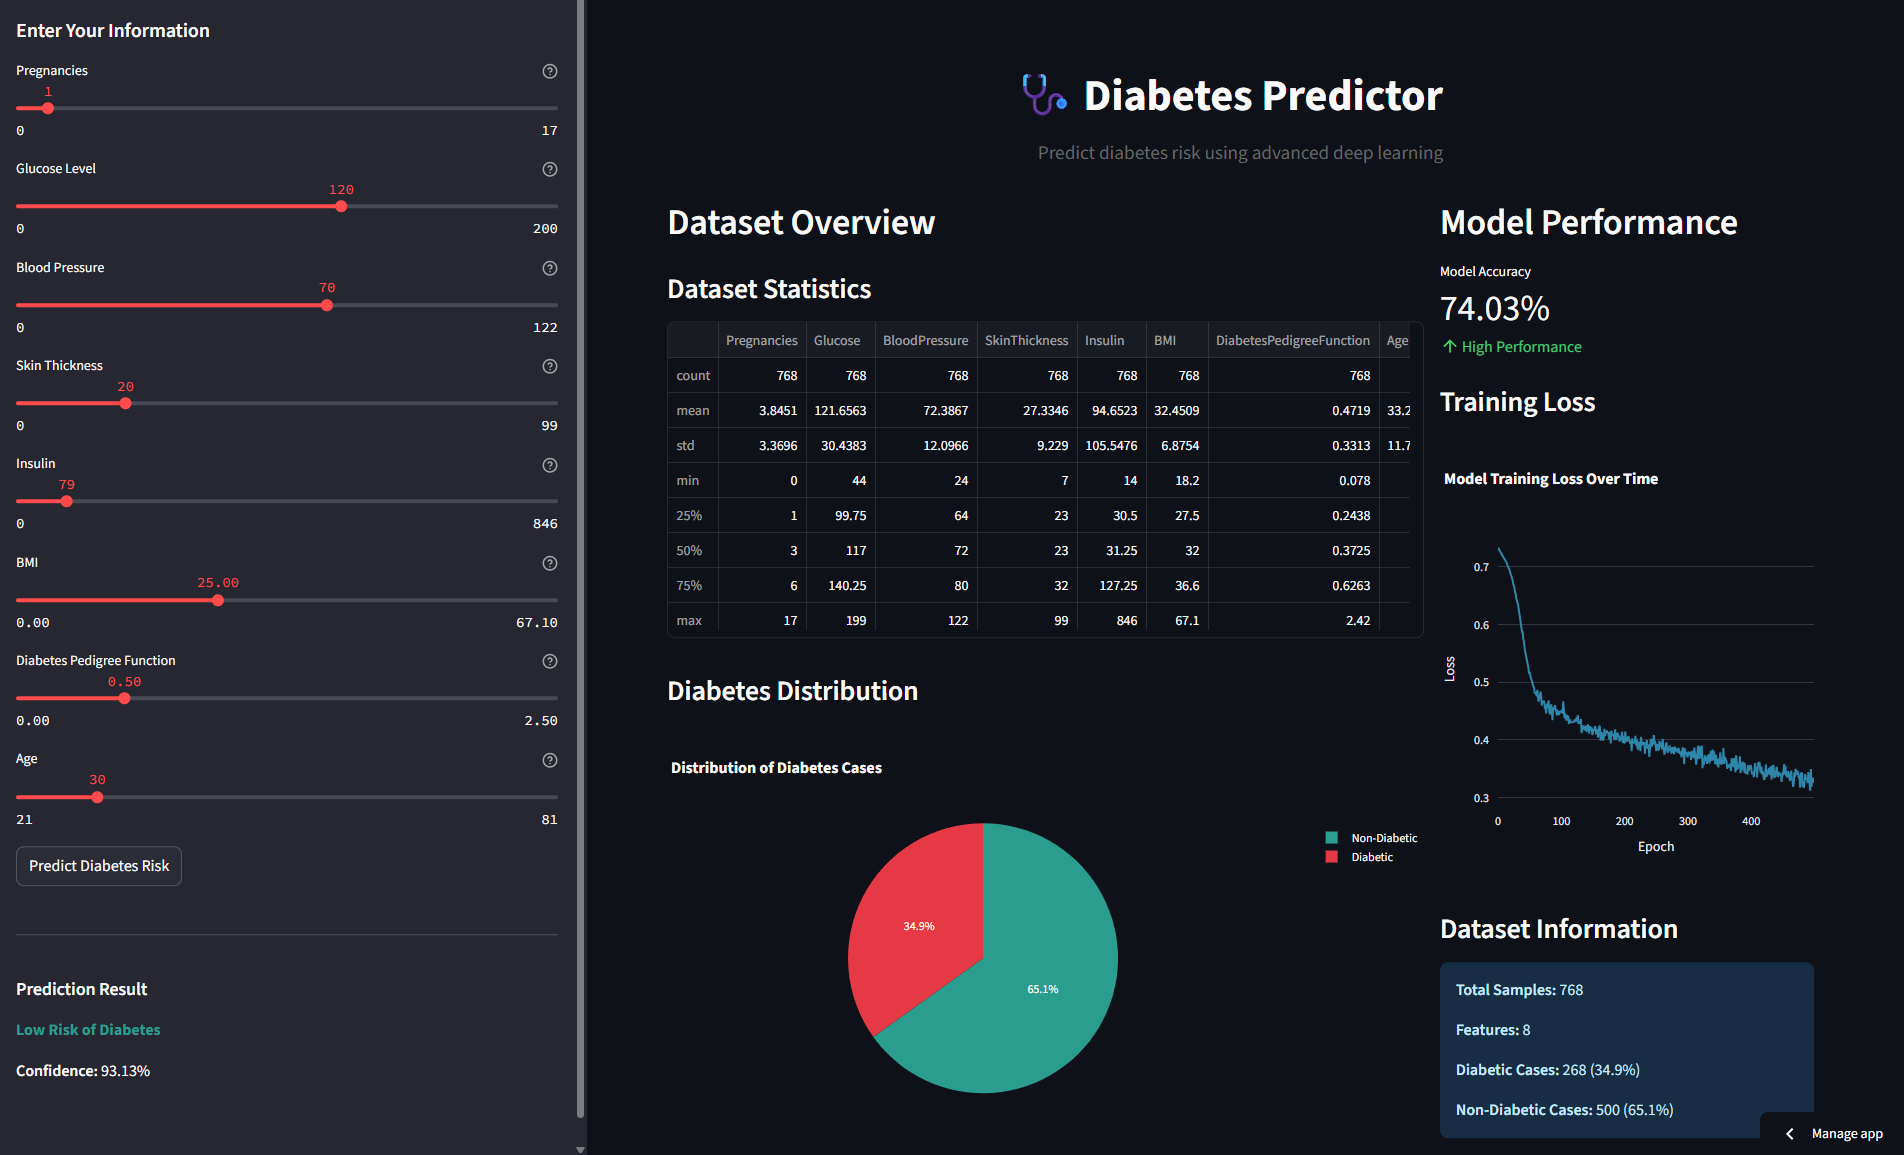 Enter Your Information
Pregnancies
1
0 17
Glucose Level
120
0 200
Blood Pressure
70
0 122
Skin Thickness
20
0 99
Insulin
79
0 846
BMI
25.00
0.00 67.10
Diabetes Pedigree Function
0.50
0.00 2.50
Age
30
21 81
Predict Diabetes Risk
Prediction Result
Low Risk of Diabetes
Confidence: 93.13%
Diabetes Predictor
Predict diabetes risk using advanced deep learning
Dataset Overview
Dataset Statistics
Pregnancies Glucose BloodPressure SkinThickness Insulin BMI DiabetesPedigreeFunction Age
count 768 768 768 768 768 768 768
mean 3.8451 121.6563 72.3867 27.3346 94.6523 32.4509 0.4719 33.2
std 3.3696 30.4383 12.0966 9.229 105.5476 6.8754 0.3313 11.7
min 0 44 24 7 14 18.2 0.078
25% 1 99.75 64 23 30.5 27.5 0.2438
50% 3 117 72 23 31.25 32 0.3725
75% 6 140.25 80 32 127.25 36.6 0.6263
max 17 199 122 99 846 67.1 2.42
Diabetes Distribution
Distribution of Diabetes Cases
Non-Diabetic
Diabetic
34.9%
65.1%
Model Performance
Model Accuracy
74.03%
High Performance
Training Loss
Model Training Loss Over Time
0.7
0.6
0.5
0.4
0.3
Loss
0 100 200 300 400
Epoch
Dataset Information
Total Samples: 768
Features: 8
Diabetic Cases: 268 (34.9%)
Non-Diabetic Cases: 500 (65.1%)
Manage app